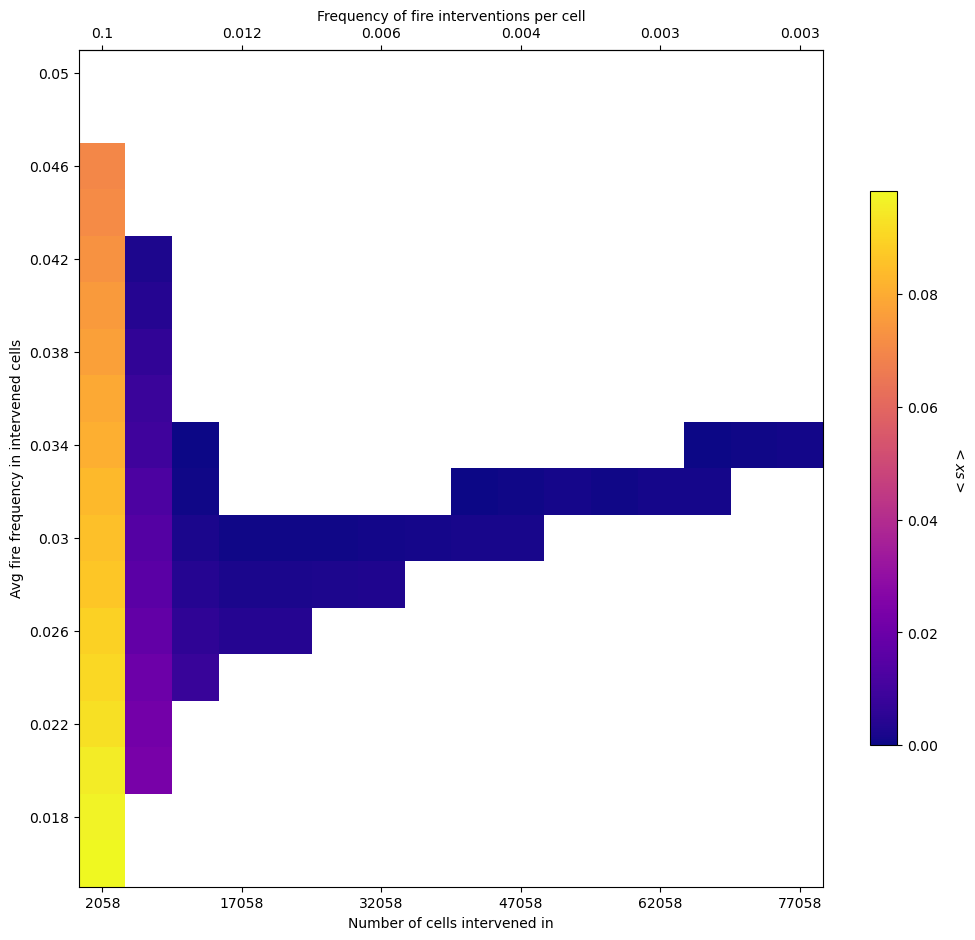 Frequency of fire interventions per cell
0.1 0.012 0.006 0.004 0.003 0.003
0.05
0.046
0.042
0.038
0.034
0.03
0.026
0.022
0.018
Avg fire frequency in intervened cells
2058 17058 32058 47058 62058 77058
Number of cells intervened in
0.08
0.06
0.04
0.02
0.00
< xs >